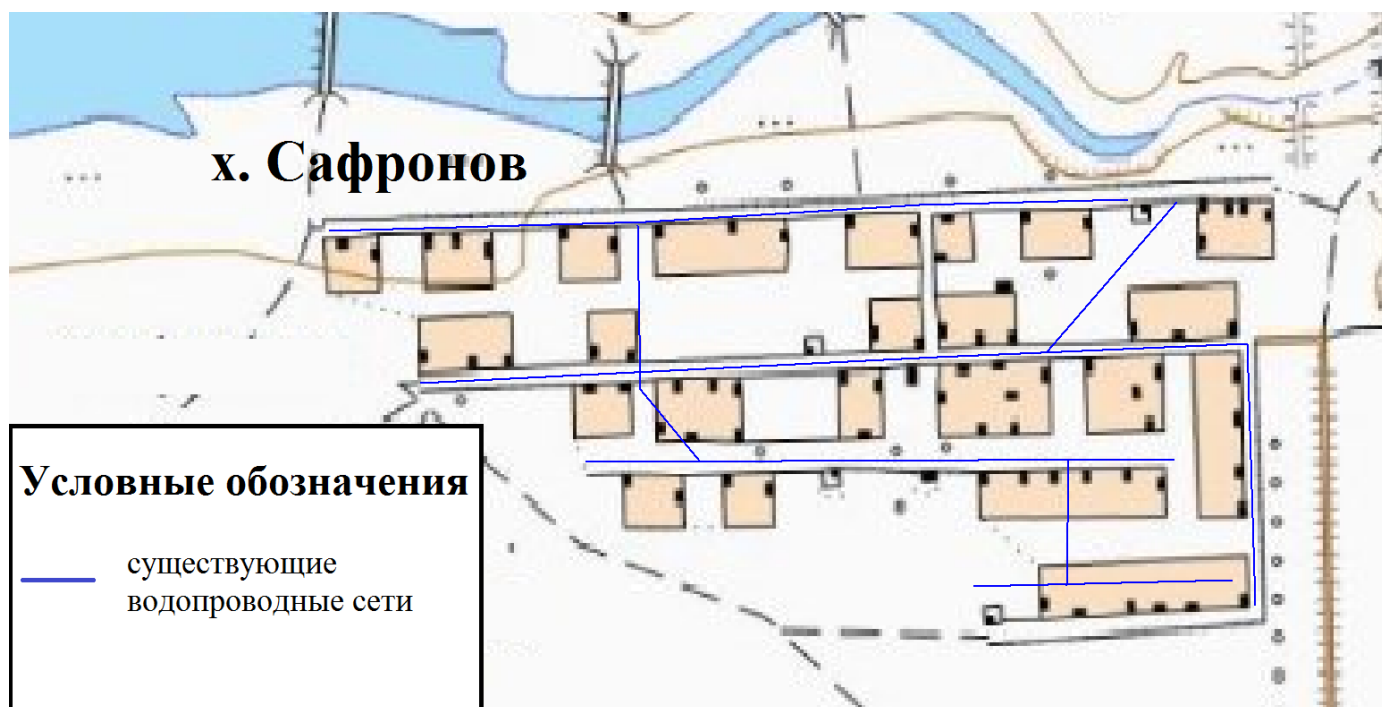 х. Сафронов
Условные обозначения
существующие
водопроводные сети